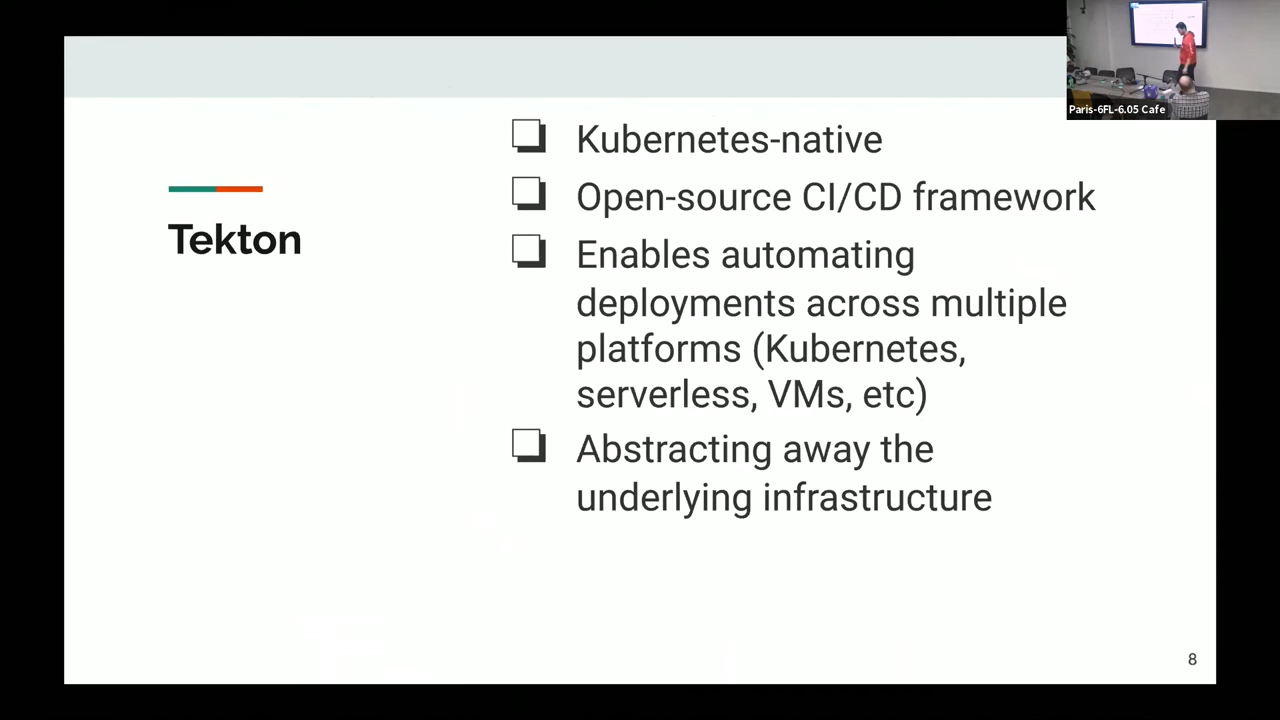 Paris-6FL-6.05 Cafe
Tekton
Kubernetes-native
Open-source CI/CD framework
Enables automating
deployments across multiple
platforms (Kubernetes,
serverless, VMs, etc)
Abstracting away the
underlying infrastructure
8